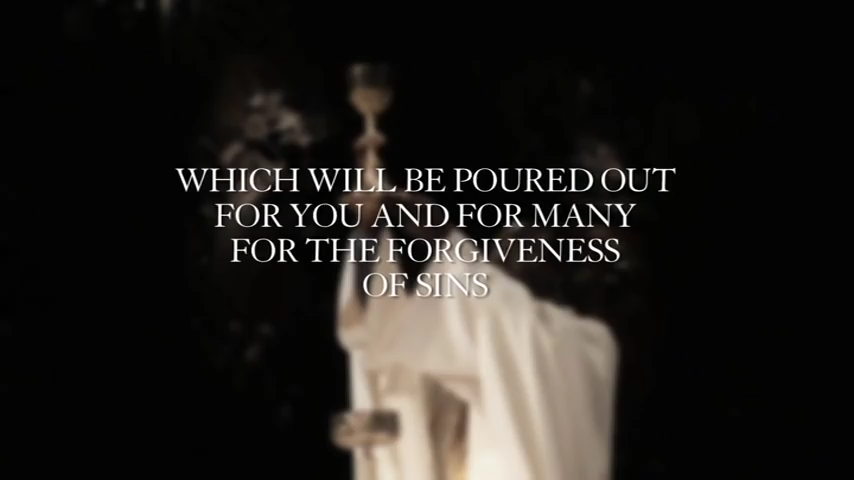 WHICH WILL BE POURED OUT
FOR YOU AND FOR MANY
FOR THE FORGIVENESS
OF SINS